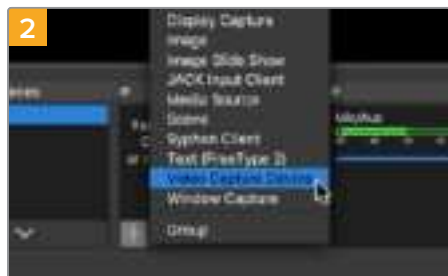 2
Display Capture
Image
Image Slide Show
JACK Input Client
Media Source
Scene
Syphon Client
Text (FreeType 2)
Video Capture Device
Window Capture
Group